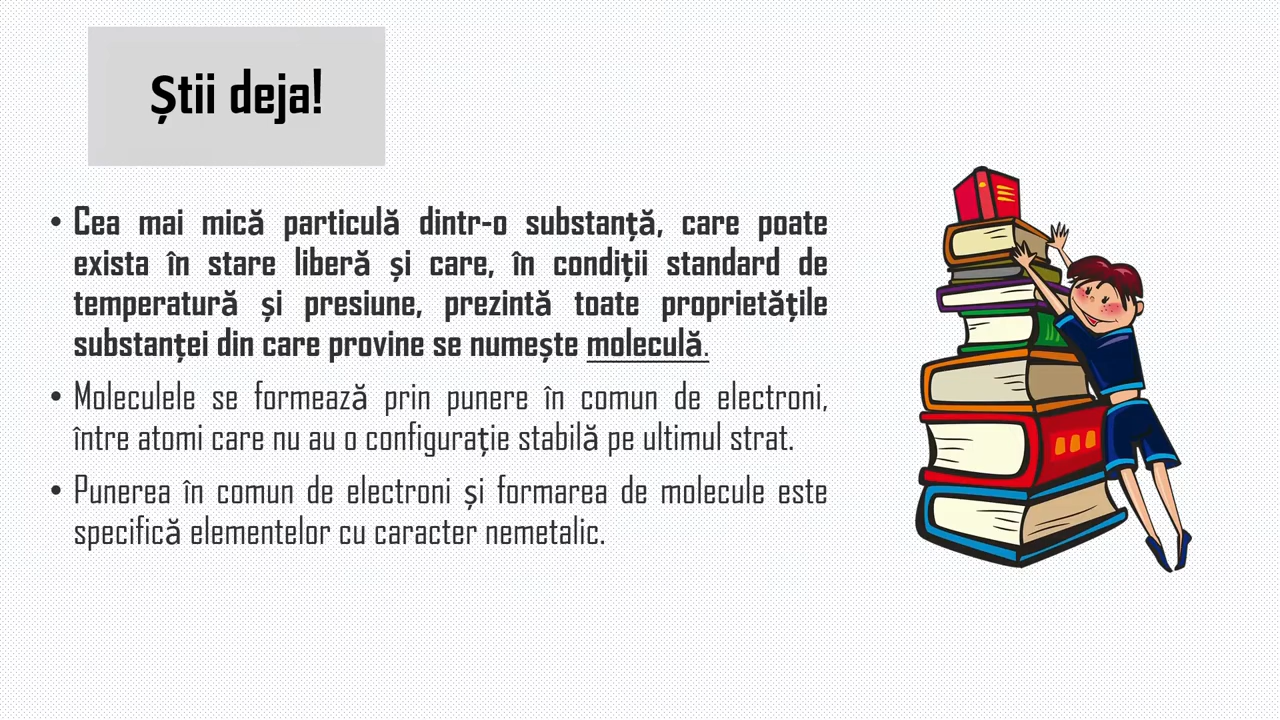 Știi deja!
• Cea mai mică particulă dintr-o substanță, care poate
exista în stare liberă și care, în condiții standard de
temperatură și presiune, prezintă toate proprietățile
substanței din care provine se numește moleculă.
• Moleculele se formează prin punere în comun de electroni,
între atomi care nu au o configurație stabilă pe ultimul strat.
• Punerea în comun de electroni și formarea de molecule este
specifică elementelor cu caracter nemetalic.